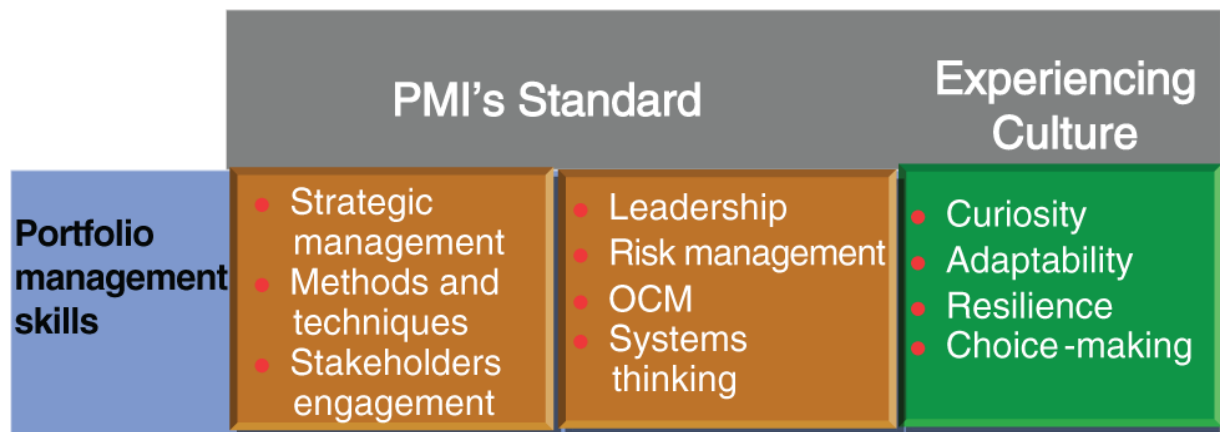 PMI's Standard
Experiencing
Culture
Portfolio
management
skills
• Strategic
management
• Methods and
techniques
• Stakeholders
engagement
• Leadership
• Risk management
• OCM
• Systems
thinking
• Curiosity
• Adaptability
• Resilience
• Choice-making